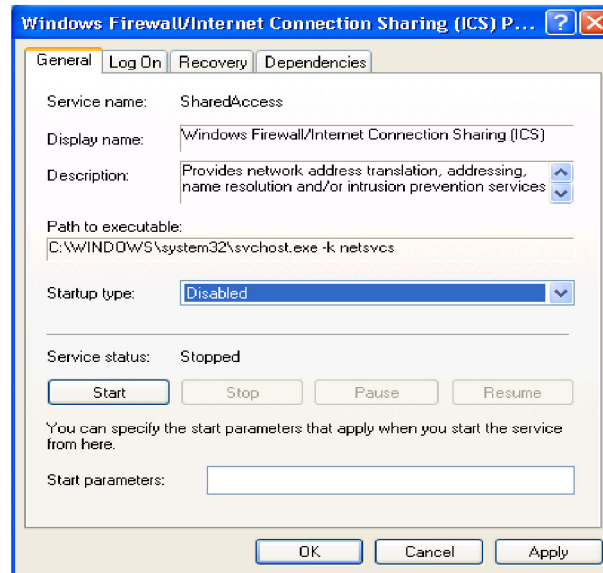 Windows Firewall/Internet Connection Sharing (ICS) P...
General Log On Recovery Dependencies
Service name: SharedAccess
Display name: Windows Firewall/Internet Connection Sharing (ICS)
Description: Provides network address translation, addressing,
name resolution and/or intrusion prevention services
Path to executable:
C:\WINDOWS\system32\svchost.exe -k netsvcs
Startup type: Disabled
Service status: Stopped
Start Stop Pause Resume
You can specify the start parameters that apply when you start the service
from here.
Start parameters:
OK Cancel Apply